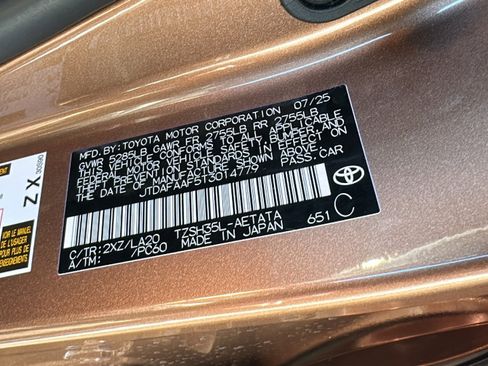 MFD.BY:TOYOTA MOTOR CORPORATION 07/25
GVWR 5285LB GAWR FR 2755LB RR 2755LB
THIS VEHICLE CONFORMS TO ALL APPLICABLE
FEDERAL MOTOR VEHICLE SAFETY, BUMPER, AND
THEFT PREVENTION STANDARDS IN EFFECT ON
THE DATE OF MANUFACTURE SHOWN ABOVE.
JTDAFAAF5T3014779 PASS.CAR
C/TR:2XZ/LA20 TZSH35L-AETATA
A/TM: /PC60 MADE IN JAPAN 651 C
ZX